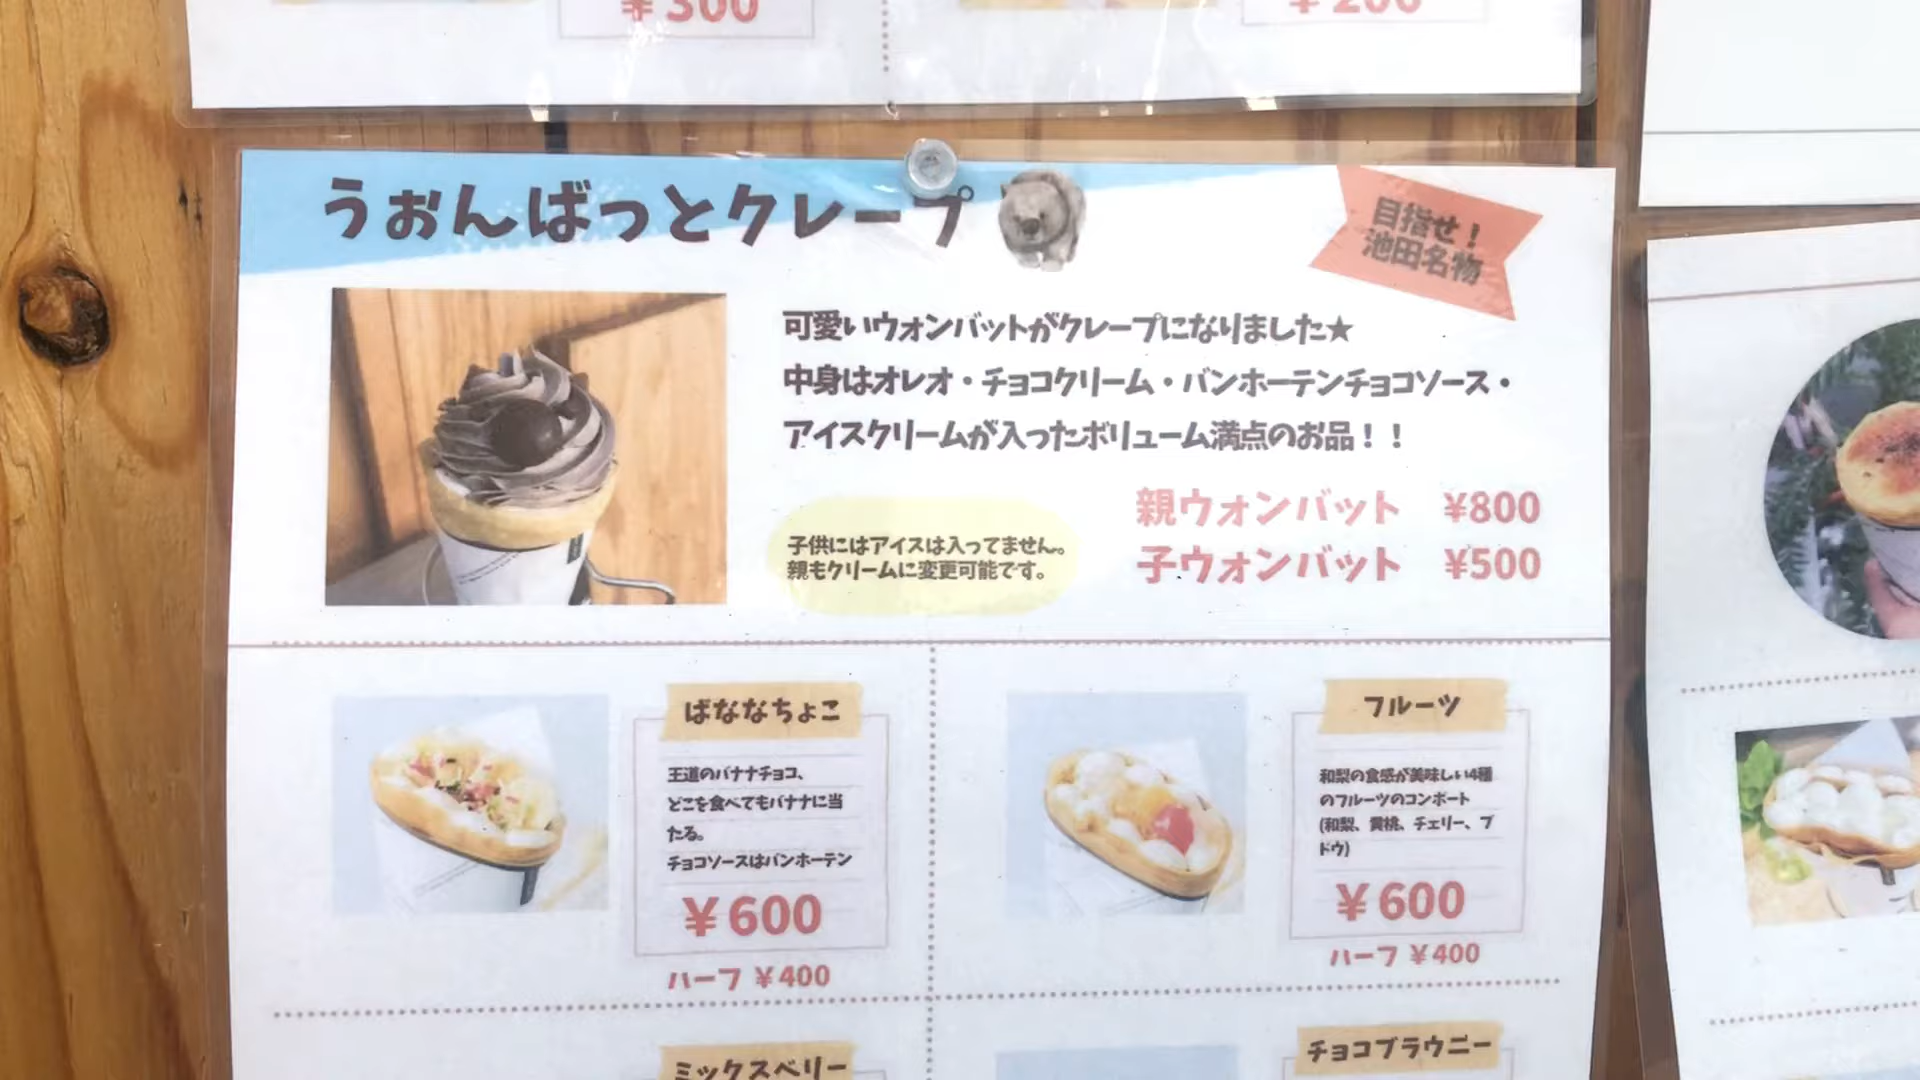 ¥300
¥200
うぉんばっとクレープ
目指せ！
池田名物
可愛いウォンバットがクレープになりました★
中身はオレオ・チョコクリーム・バンホーテンチョコソース・
アイスクリームが入ったボリューム満点のお品！！
親ウォンバット ¥800
子ウォンバット ¥500
子供にはアイスは入ってません。
親もクリームに変更可能です。
ばななちょこ
王道のバナナチョコ、
どこを食べてもバナナに当
たる。
チョコソースはバンホーテン
¥600
ハーフ ¥400
フルーツ
和梨の食感が美味しい4種
のフルーツのコンポート
(和梨、黄桃、チェリー、ブ
ドウ)
¥600
ハーフ ¥400
ミックスベリー
チョコブラウニー